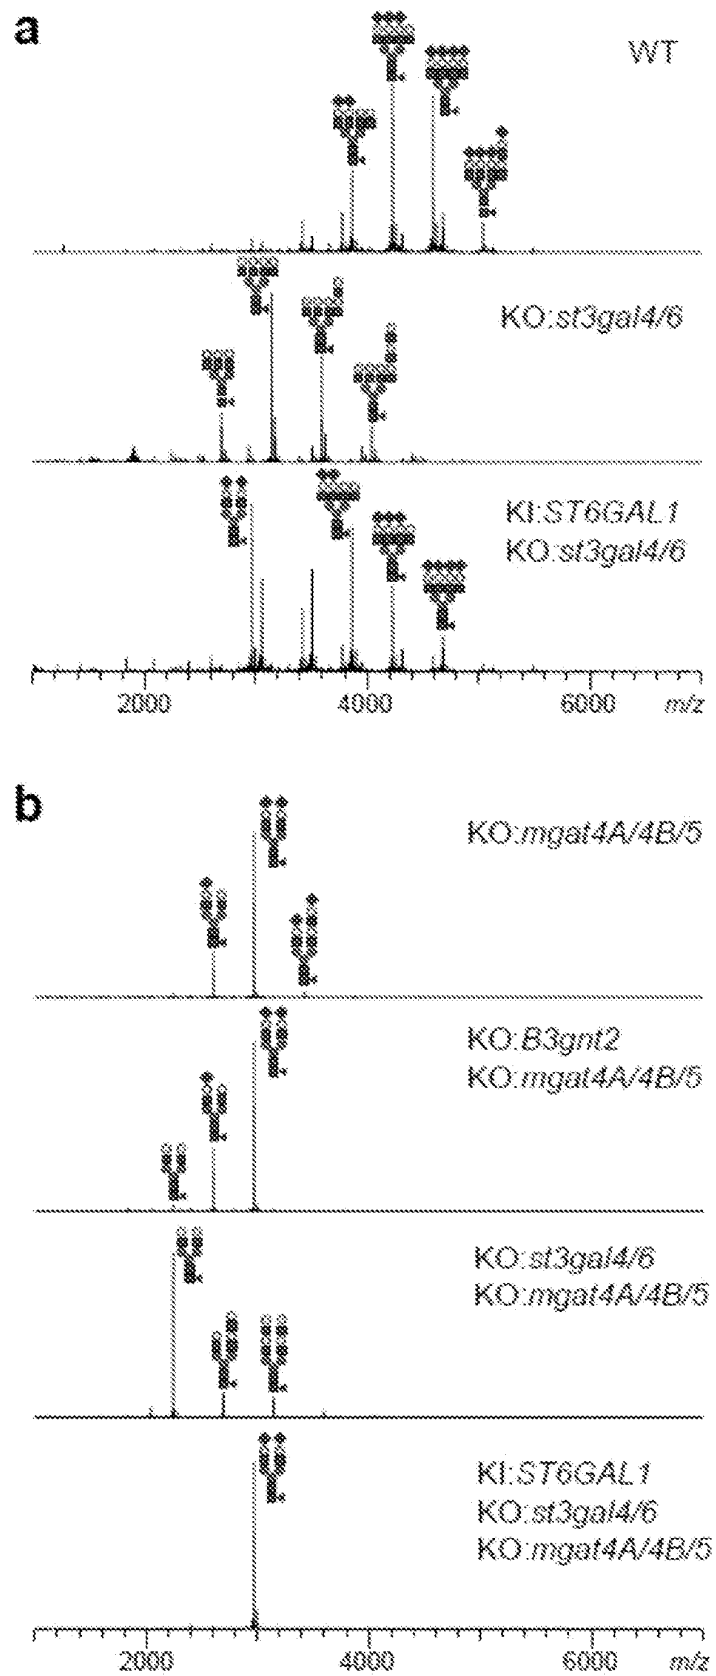 a
WT
KO:st3gal4/6
KI:ST6GAL1
KO:st3gal4/6
2000 4000 6000 m/z
b
KO:mgat4A/4B/5
KO:B3gnt2
KO:mgat4A/4B/5
KO:st3gal4/6
KO:mgat4A/4B/5
KI:ST6GAL1
KO:st3gal4/6
KO:mgat4A/4B/5
2000 4000 6000 m/z